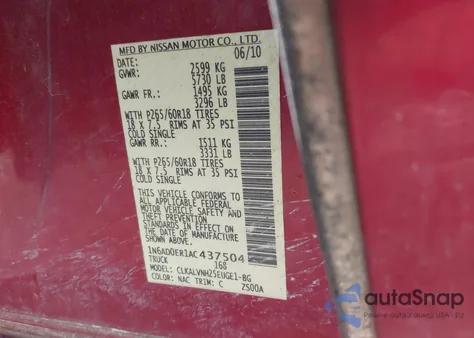 MFD BY NISSAN MOTOR CO., LTD.
DATE: 06/10
GVWR: 2599 KG
5730 LB
GAWR FR.: 1495 KG
3296 LB
WITH P265/60R18 TIRES
18 X 7.5 RIMS AT 35 PSI
COLD SINGLE
GAWR RR.: 1511 KG
3331 LB
WITH P265/60R18 TIRES
18 X 7.5 RIMS AT 35 PSI
COLD SINGLE
THIS VEHICLE CONFORMS TO
ALL APPLICABLE FEDERAL
MOTOR VEHICLE SAFETY AND
THEFT PREVENTION
STANDARDS IN EFFECT ON
THE DATE OF MANUFACTURE
SHOWN ABOVE.
1N6AD0ER1AC437504
TRUCK 168
MODEL: CLKALVNHZ5EUGE1-BG
COLOR: NAC TRIM: C ZS00A
autoSnap